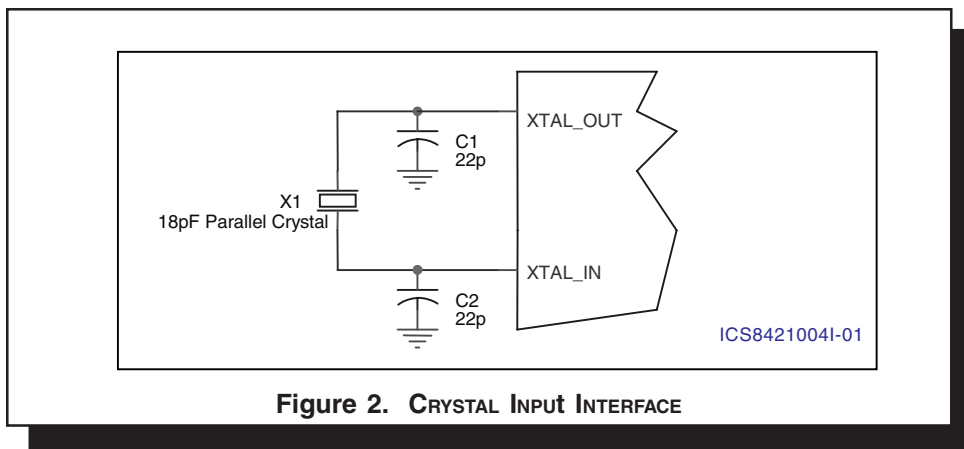 XTAL_OUT
C1
22p
X1
18pF Parallel Crystal
XTAL_IN
C2
22p
ICS8421004I-01
Figure 2. CRYSTAL INPUt INTERFACE